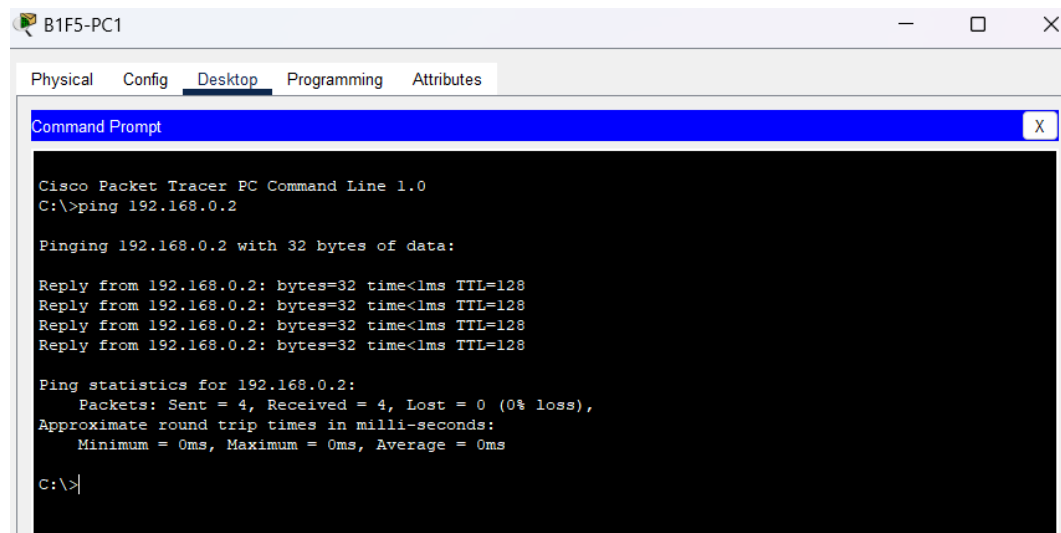 B1F5-PC1
Physical Config Desktop Programming Attributes
Command Prompt X
Cisco Packet Tracer PC Command Line 1.0
C:\>ping 192.168.0.2
Pinging 192.168.0.2 with 32 bytes of data:
Reply from 192.168.0.2: bytes=32 time<1ms TTL=128
Reply from 192.168.0.2: bytes=32 time<1ms TTL=128
Reply from 192.168.0.2: bytes=32 time<1ms TTL=128
Reply from 192.168.0.2: bytes=32 time<1ms TTL=128
Ping statistics for 192.168.0.2:
Packets: Sent = 4, Received = 4, Lost = 0 (0% loss),
Approximate round trip times in milli-seconds:
Minimum = 0ms, Maximum = 0ms, Average = 0ms
C:\>